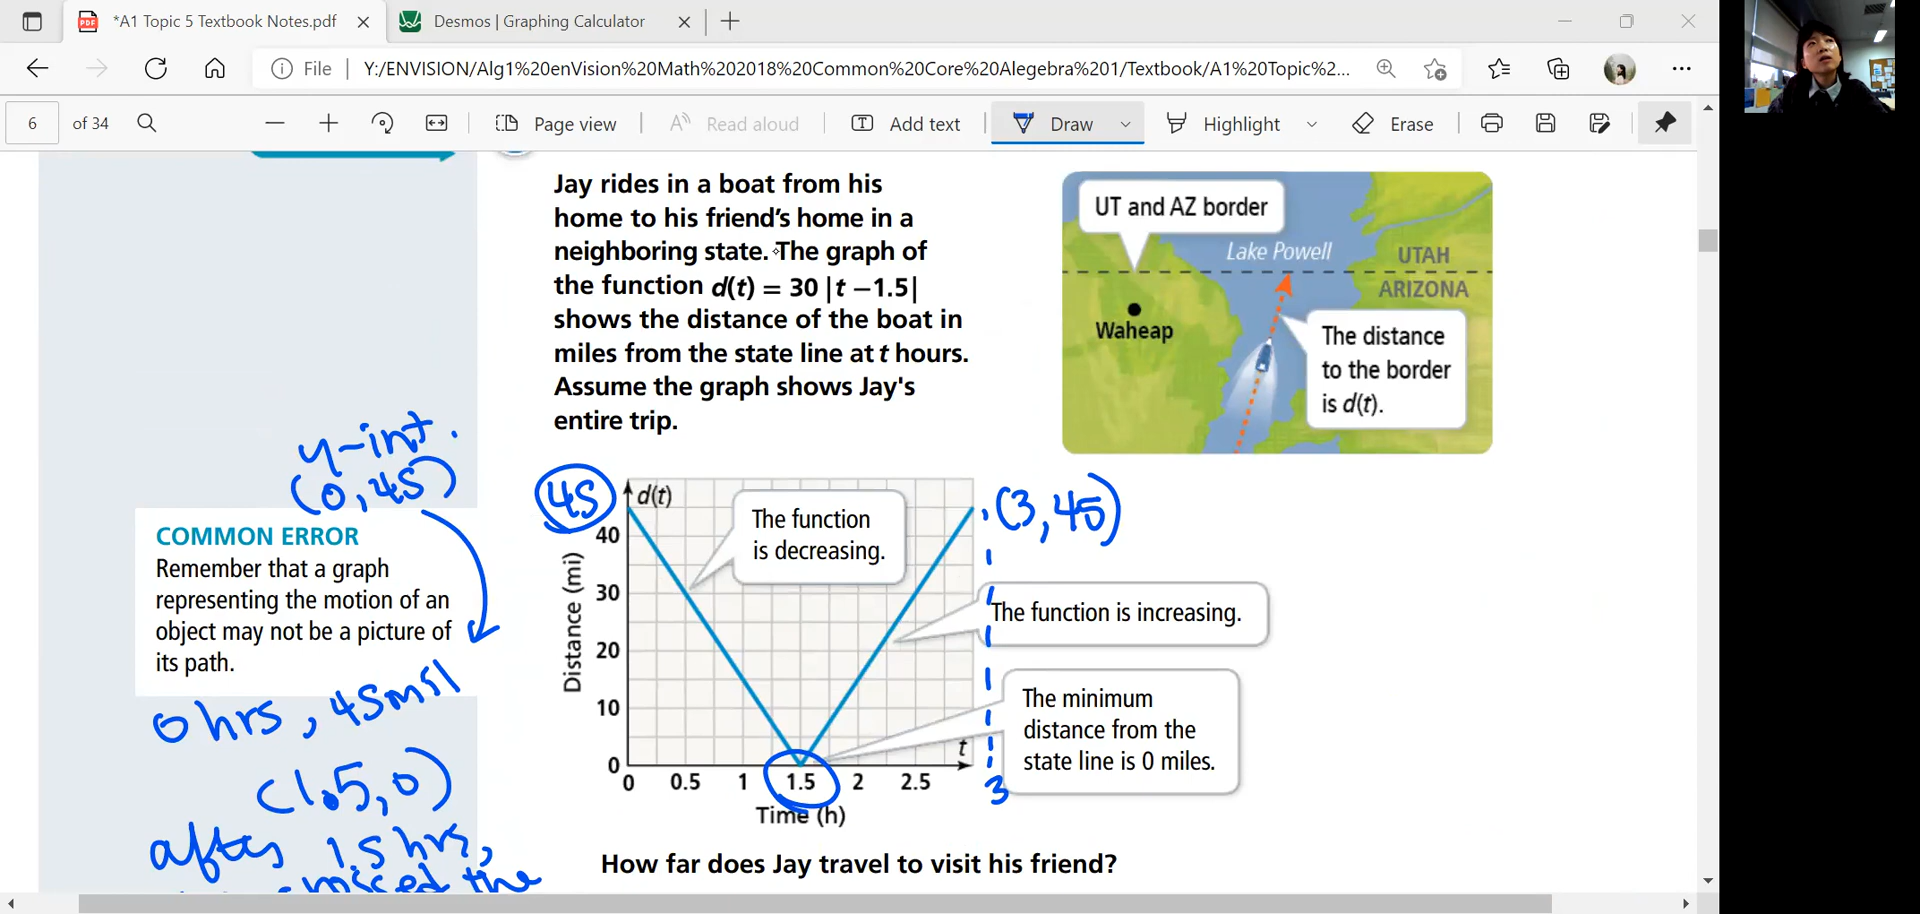 *A1 Topic 5 Textbook Notes.pdf
Desmos | Graphing Calculator
File
Y:/ENVISION/Alg1%20enVision%20Math%202018%20Common%20Core%20Alegebra%201/Textbook/A1%20Topic%2...
6 of 34
Page view
Read aloud
Add text
Draw
Highlight
Erase
Jay rides in a boat from his
home to his friend's home in a
neighboring state. The graph of
the function d(t) = 30 |t −1.5|
shows the distance of the boat in
miles from the state line at t hours.
Assume the graph shows Jay's
entire trip.
UT and AZ border
Lake Powell
UTAH
ARIZONA
Waheap
The distance
to the border
is d(t).
y-int.
(0,45)
COMMON ERROR
Remember that a graph
representing the motion of an
object may not be a picture of
its path.
0 hrs, 45mil
(1.5,0)
after 1.5 hrs,
crossed the
45
d(t)
The function
is decreasing.
(3,45)
The function is increasing.
The minimum
distance from the
state line is 0 miles.
Distance (mi)
40
30
20
10
0
t
0 0.5 1 1.5 2 2.5 3
Time (h)
How far does Jay travel to visit his friend?